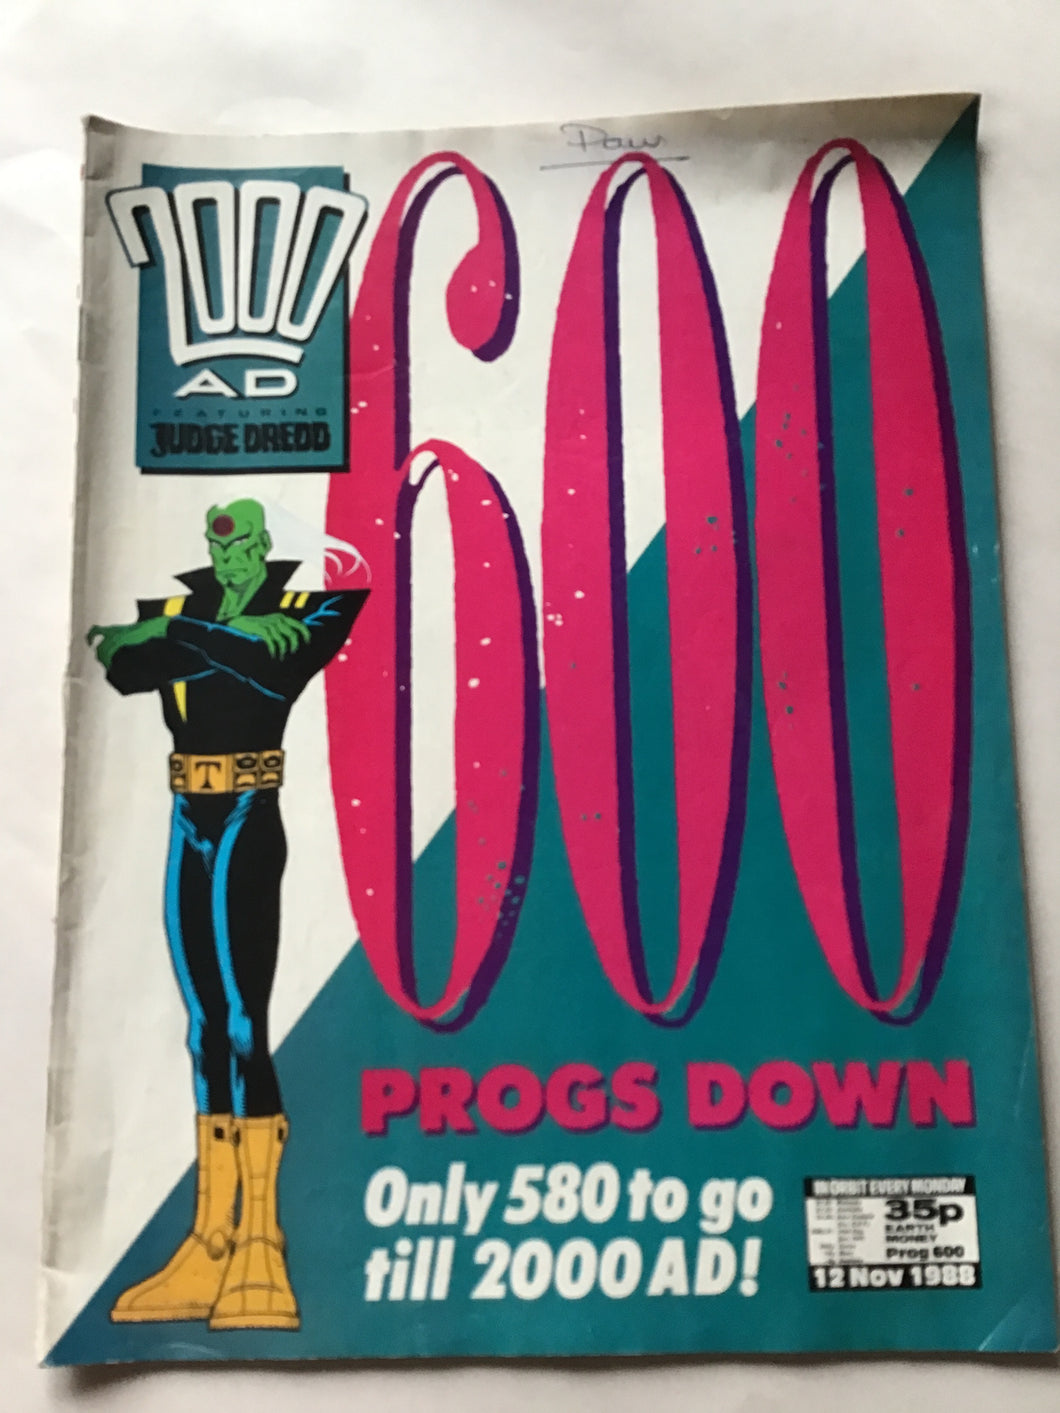 2000
AD
FEATURING
JUDGE DREDD
600
T
PROGS DOWN
Only 580 to go
till 2000 AD!
IN ORBIT EVERY MONDAY
35p
EARTH
MONEY
Prog 600
12 Nov 1988